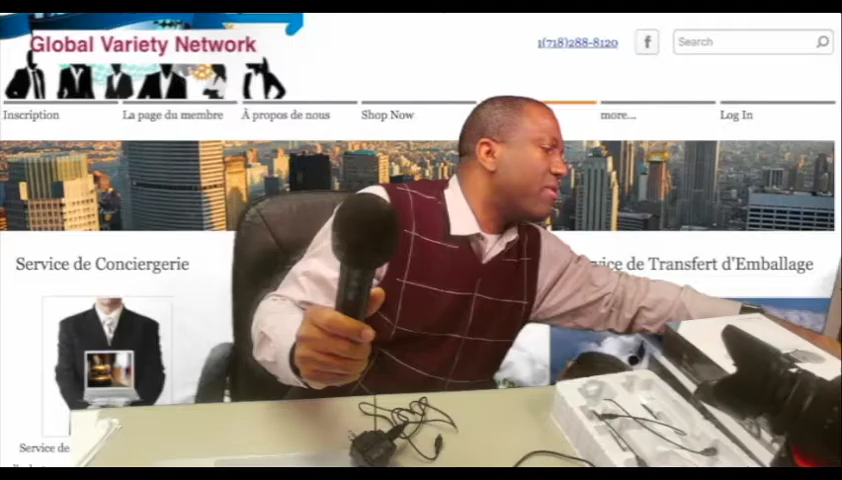 Global Variety Network
1(718)288-8120
f
Search
Inscription
La page du membre
À propos de nous
Shop Now
more...
Log In
Service de Conciergerie
ice de Transfert d'Emballage
Service de